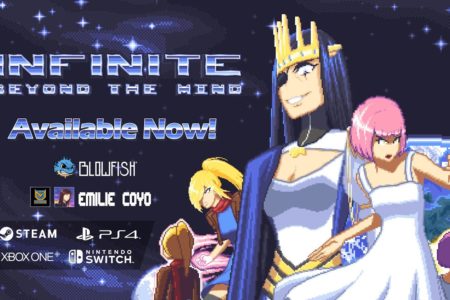 INFINITE
BEYOND THE MIND
Available Now!
BLOWFISH
EMILIE COYO
STEAM
PS4
XBOX ONE
NINTENDO
SWITCH